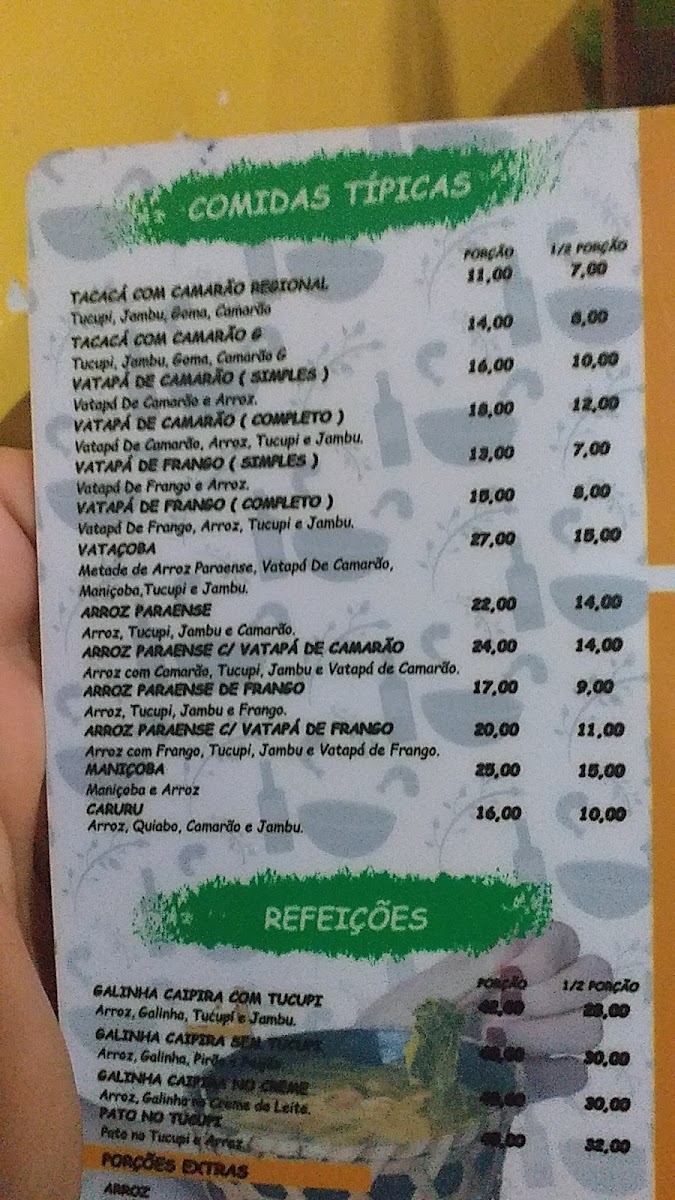 COMIDAS TÍPICAS
PORÇÃO 1/2 PORÇÃO
TACACÁ COM CAMARÃO REGIONAL 11,00 7,00
Tucupi, Jambu, Goma, Camarão
TACACÁ COM CAMARÃO G 14,00 8,00
Tucupi, Jambu, Goma, Camarão G
VATAPÁ DE CAMARÃO ( SIMPLES ) 16,00 10,00
Vatapá De Camarão e Arroz.
VATAPÁ DE CAMARÃO ( COMPLETO ) 18,00 12,00
Vatapá De Camarão, Arroz, Tucupi e Jambu.
VATAPÁ DE FRANGO ( SIMPLES ) 13,00 7,00
Vatapá De Frango e Arroz.
VATAPÁ DE FRANGO ( COMPLETO ) 15,00 8,00
Vatapá De Frango, Arroz, Tucupi e Jambu.
VATAÇOBA 27,00 15,00
Metade de Arroz Paraense, Vatapá De Camarão,
Maniçoba,Tucupi e Jambu.
ARROZ PARAENSE 22,00 14,00
Arroz, Tucupi, Jambu e Camarão.
ARROZ PARAENSE C/ VATAPÁ DE CAMARÃO 24,00 14,00
Arroz com Camarão, Tucupi, Jambu e Vatapá de Camarão.
ARROZ PARAENSE DE FRANGO 17,00 9,00
Arroz, Tucupi, Jambu e Frango.
ARROZ PARAENSE C/ VATAPÁ DE FRANGO 20,00 11,00
Arroz com Frango, Tucupi, Jambu e Vatapá de Frango.
MANIÇOBA 25,00 15,00
Maniçoba e Arroz
CARURU 16,00 10,00
Arroz, Quiabo, Camarão e Jambu.
REFEIÇÕES
PORÇÃO 1/2 PORÇÃO
GALINHA CAIPIRA COM TUCUPI
Arroz, Galinha, Tucupi e Jambu.
GALINHA CAIPIRA SEM TUCUPI 30,00
Arroz, Galinha, Pirão
GALINHA CAIPIRA NO CREME 30,00
Arroz, Galinha no Creme de Leite.
PATO NO TUCUPI 32,00
Pato no Tucupi e Arroz
PORÇÕES EXTRAS
ARROZ